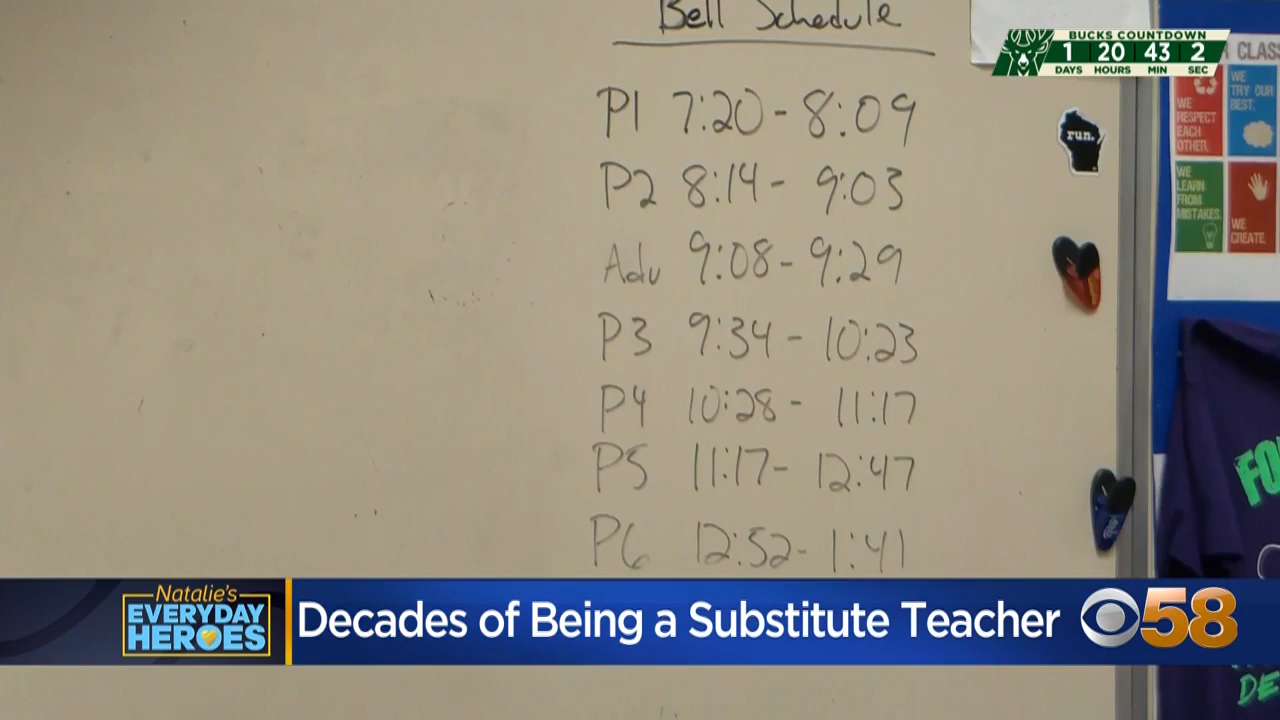 Bell Schedule
BUCKS COUNTDOWN
1 20 43 2
DAYS HOURS MIN SEC
P1 7:20 - 8:09
P2 8:14 - 9:03
Adv 9:08 - 9:29
P3 9:34 - 10:23
P4 10:28 - 11:17
P5 11:17 - 12:47
P6 12:52 - 1:41
run.
CLASS
WE
RESPECT
EACH
OTHER.
WE
TRY OUR
BEST.
WE
LEARN
FROM
MISTAKES.
WE
CREATE.
FO
DE
Natalie's
EVERYDAY
HEROES
Decades of Being a Substitute Teacher
58